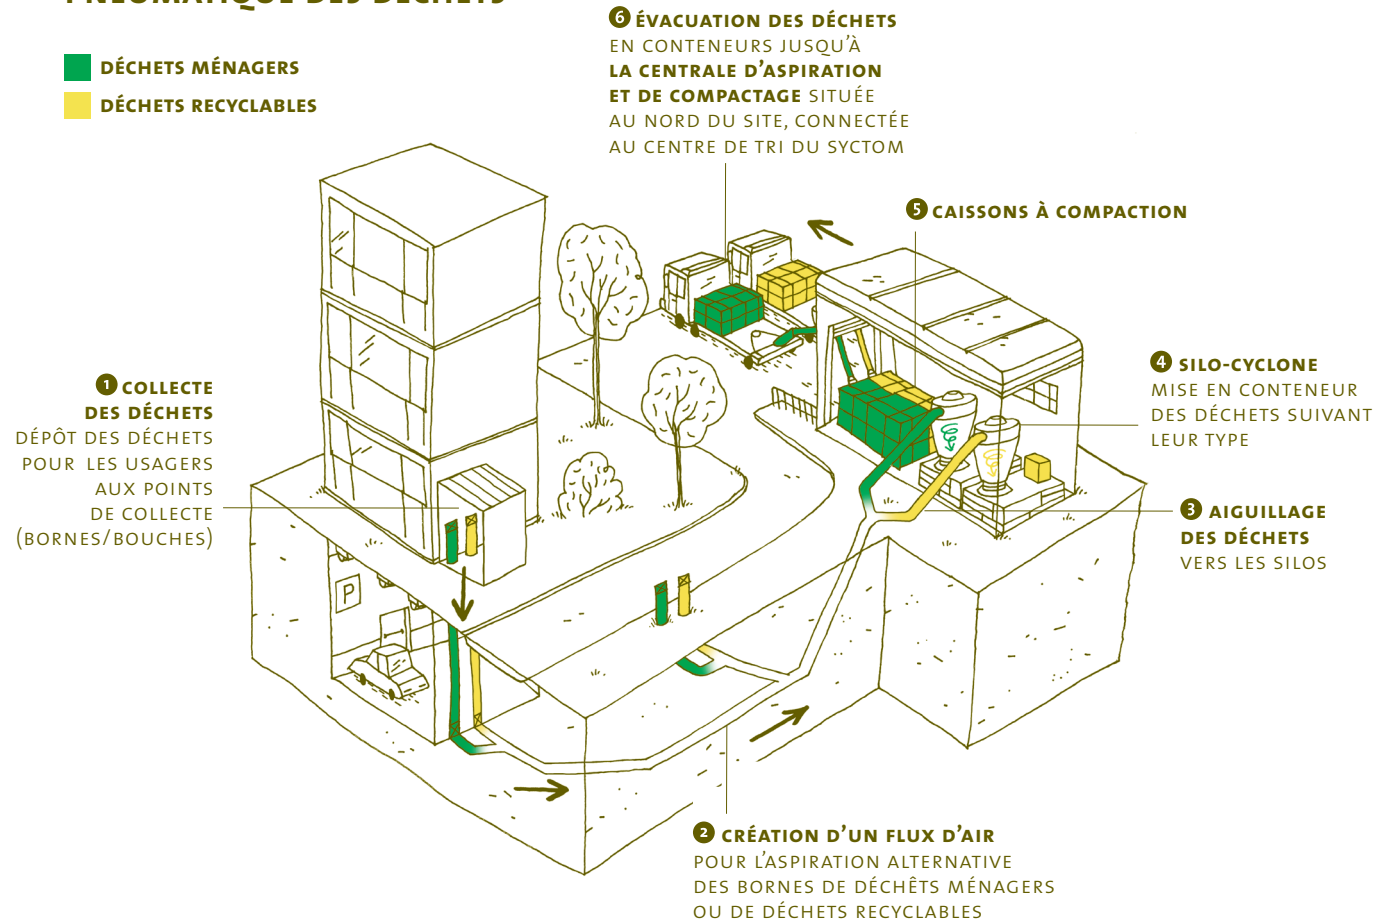 PNEUMATIQUE DES DÉCHETS
DÉCHETS MÉNAGERS
DÉCHETS RECYCLABLES
6 ÉVACUATION DES DÉCHETS
EN CONTENEURS JUSQU'À
LA CENTRALE D'ASPIRATION
ET DE COMPACTAGE SITUÉE
AU NORD DU SITE, CONNECTÉE
AU CENTRE DE TRI DU SYCTOM
5 CAISSONS À COMPACTION
4 SILO-CYCLONE
MISE EN CONTENEUR
DES DÉCHETS SUIVANT
LEUR TYPE
1 COLLECTE
DES DÉCHETS
DÉPÔT DES DÉCHETS
POUR LES USAGERS
AUX POINTS
DE COLLECTE
(BORNES/BOUCHES)
3 AIGUILLAGE
DES DÉCHETS
VERS LES SILOS
P
2 CRÉATION D'UN FLUX D'AIR
POUR L'ASPIRATION ALTERNATIVE
DES BORNES DE DÉCHÊTS MÉNAGERS
OU DE DÉCHETS RECYCLABLES